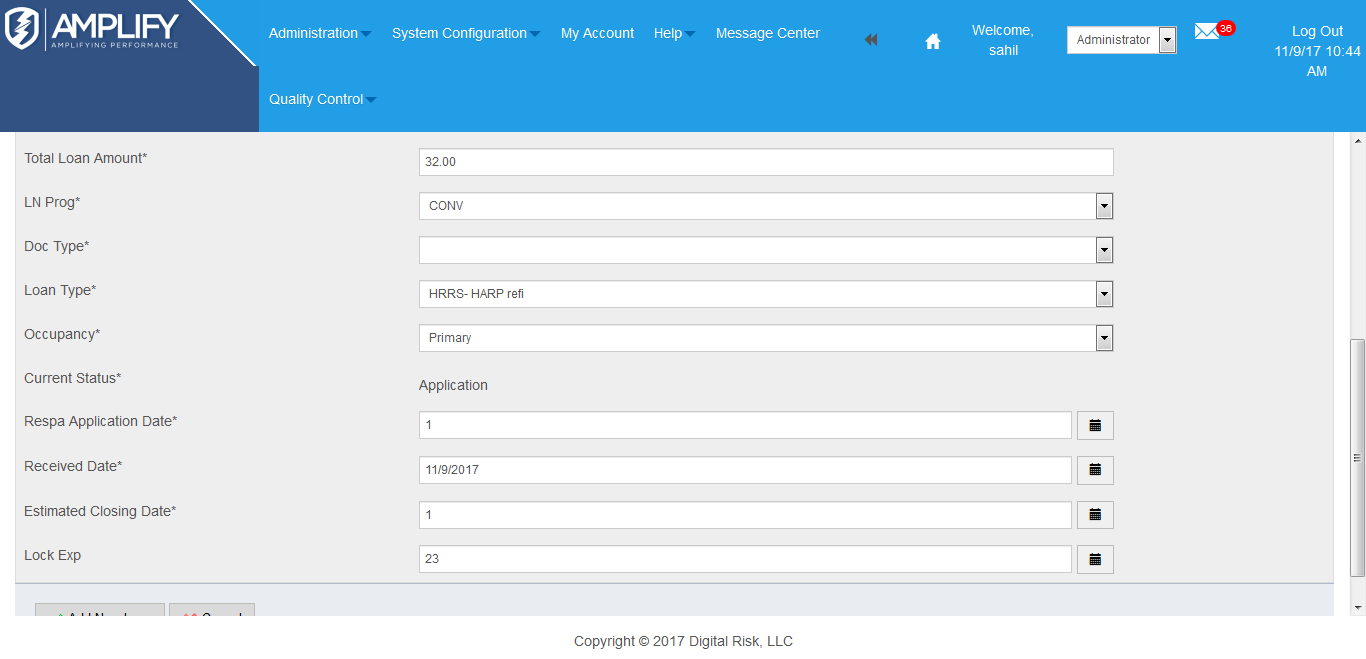 AMPLIFY
AMPLIFYING PERFORMANCE
Administration
System Configuration
My Account
Help
Message Center
Welcome,
sahil
Administrator
36
Log Out
11/9/17 10:44
AM
Quality Control
Total Loan Amount*
32.00
LN Prog*
CONV
Doc Type*
Loan Type*
HRRS- HARP refi
Occupancy*
Primary
Current Status*
Application
Respa Application Date*
1
Received Date*
11/9/2017
Estimated Closing Date*
1
Lock Exp
23
Copyright © 2017 Digital Risk, LLC